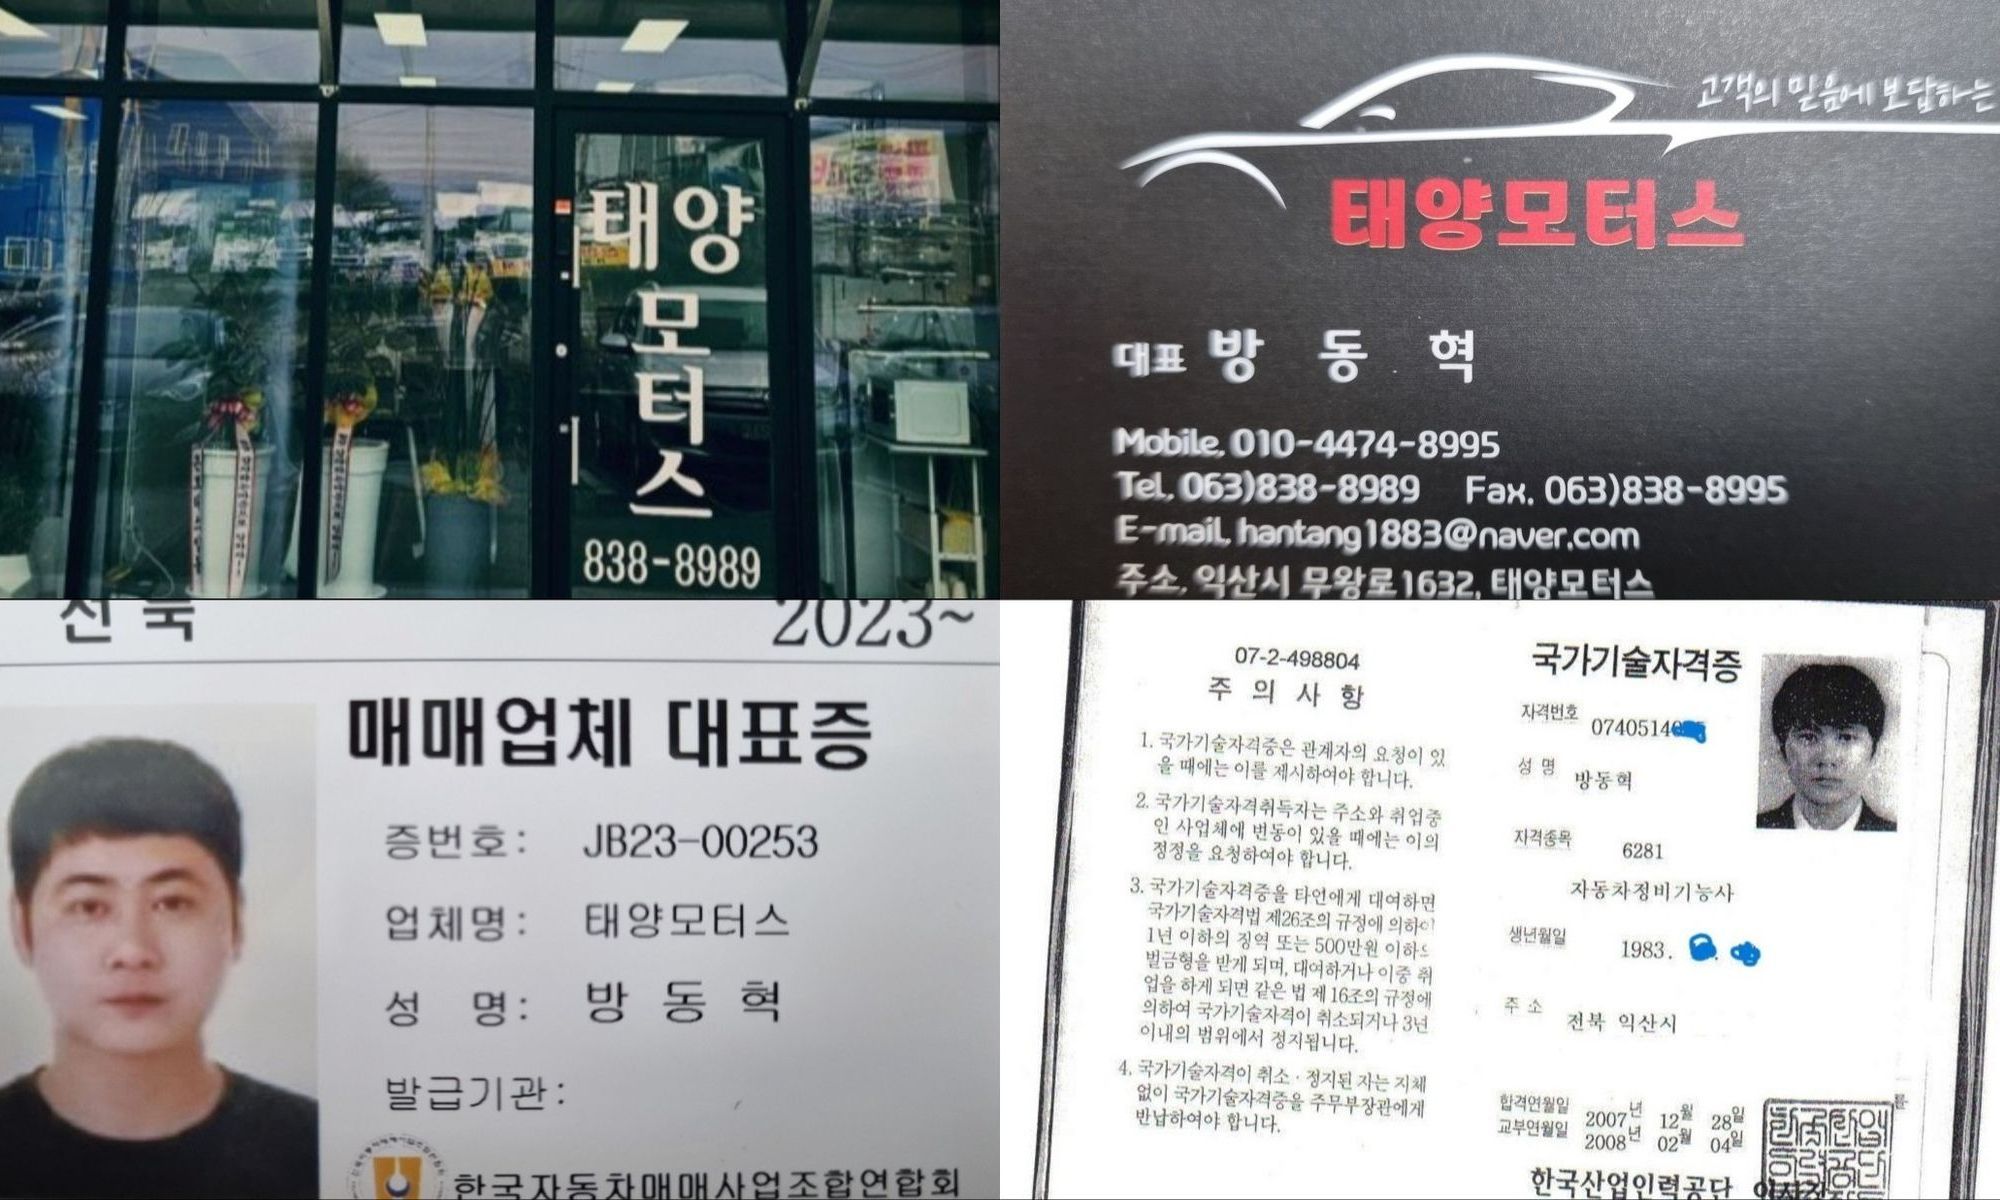 태양
모
터
스
838-8989
고객의 믿음에 보답하는
태양모터스
대표 방 동 혁
Mobile. 010-4474-8995
Tel. 063)838-8989 Fax. 063)838-8995
E-mail. hantang1883@naver.com
주소. 익산시 무왕로1632, 태양모터스
전 북 2023~
매매업체 대표증
증번호: JB23-00253
업체명: 태양모터스
성 명: 방 동 혁
발급기관:
한국자동차매매사업조합연합회
07-2-498804
주 의 사 항
1. 국가기술자격증은 관계자의 요청이 있
을 때에는 이를 제시하여야 합니다.
2. 국가기술자격취득자는 주소와 취업중
인 사업체에 변동이 있을 때에는 이의
정정을 요청하여야 합니다.
3. 국가기술자격증을 타인에게 대여하면
국가기술자격법 제26조의 규정에 의하여
1년 이하의 징역 또는 500만원 이하의
벌금형을 받게 되며, 대여하거나 이중 취
업을 하게 되면 같은 법 제16조의 규정에
의하여 국가기술자격이 취소되거나 3년
이내의 범위에서 정지됩니다.
4. 국가기술자격이 취소·정지된 자는 지체
없이 국가기술자격증을 주무부장관에게
반납하여야 합니다.
국가기술자격증
자격번호 0740514
성 명 방동혁
자격종목 6281
자동차정비기능사
생년월일 1983.
주 소 전북 익산시
합격연월일 2007년 12월 28일
교부연월일 2008년 02월 04일
한국산업인력공단